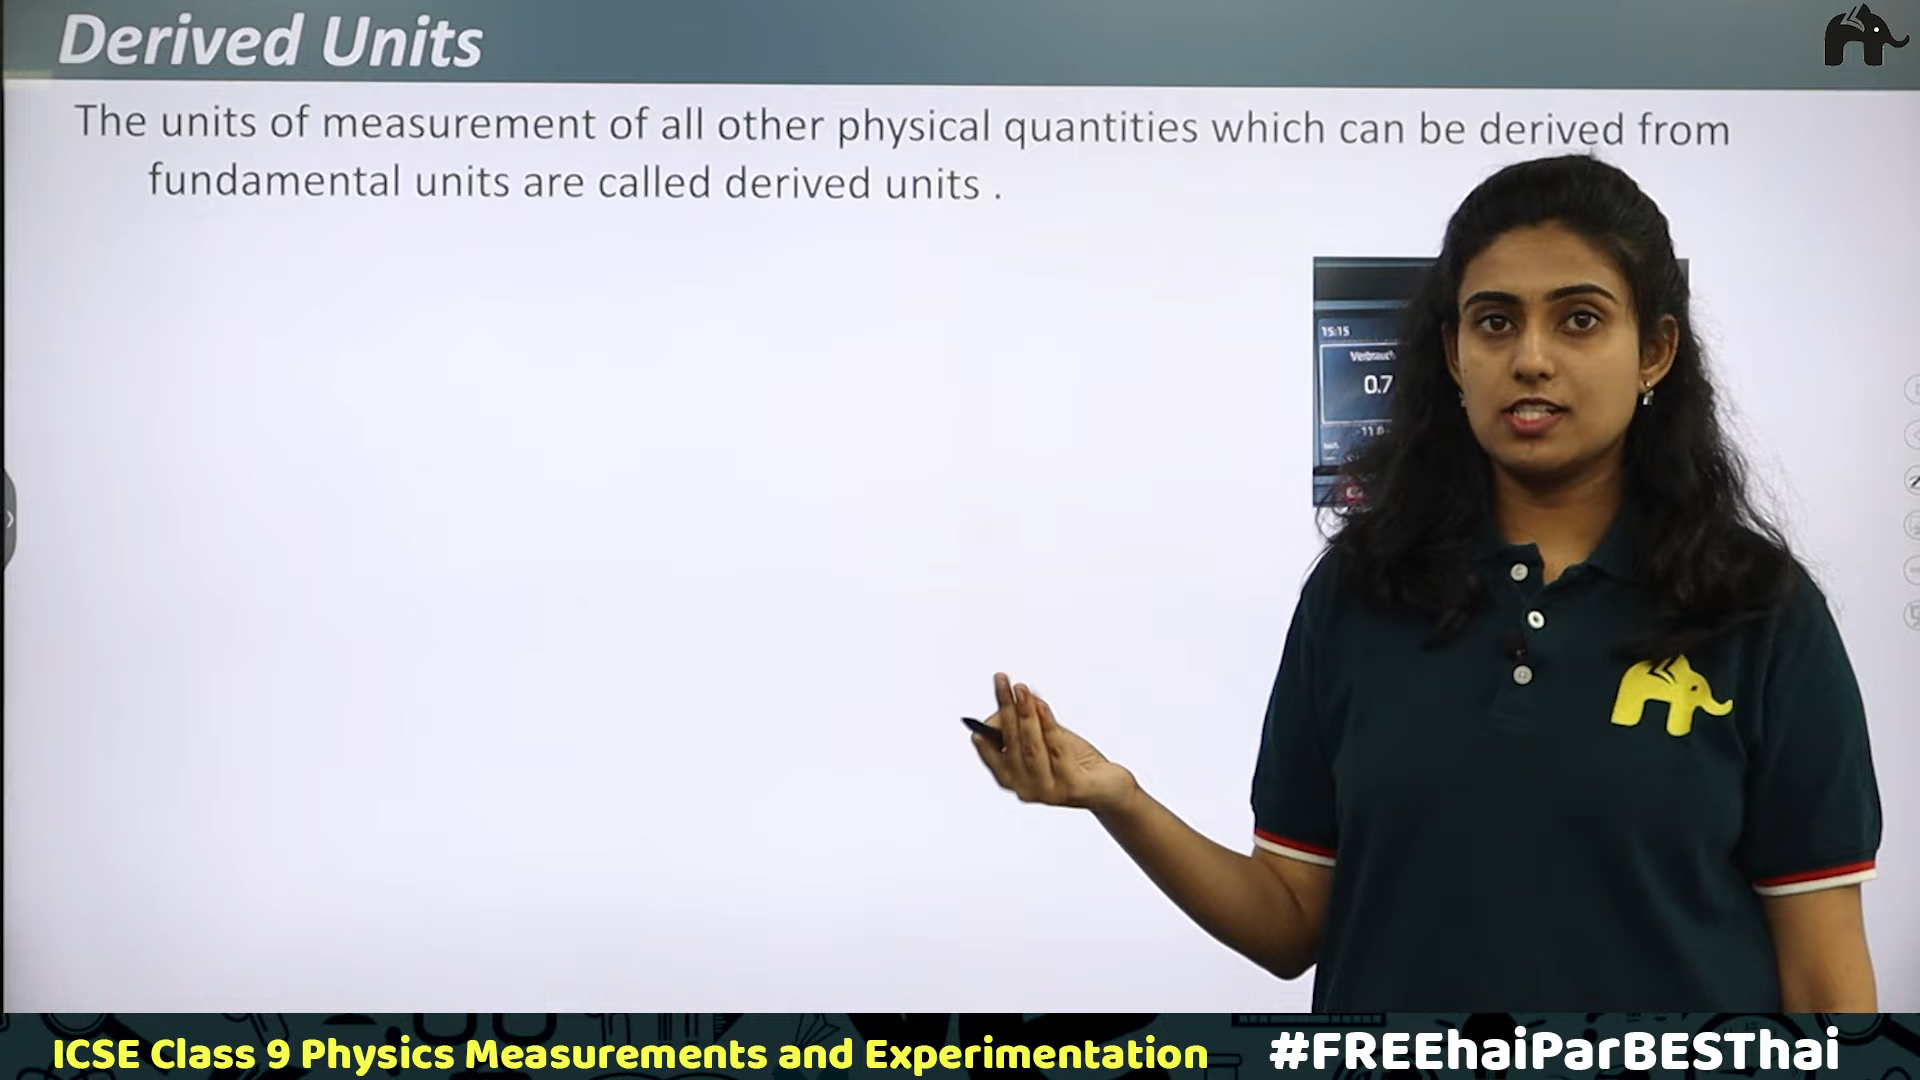 Derived Units
The units of measurement of all other physical quantities which can be derived from
fundamental units are called derived units .
15:15
0.7
ICSE Class 9 Physics Measurements and Experimentation
#FREEhaiParBESThai